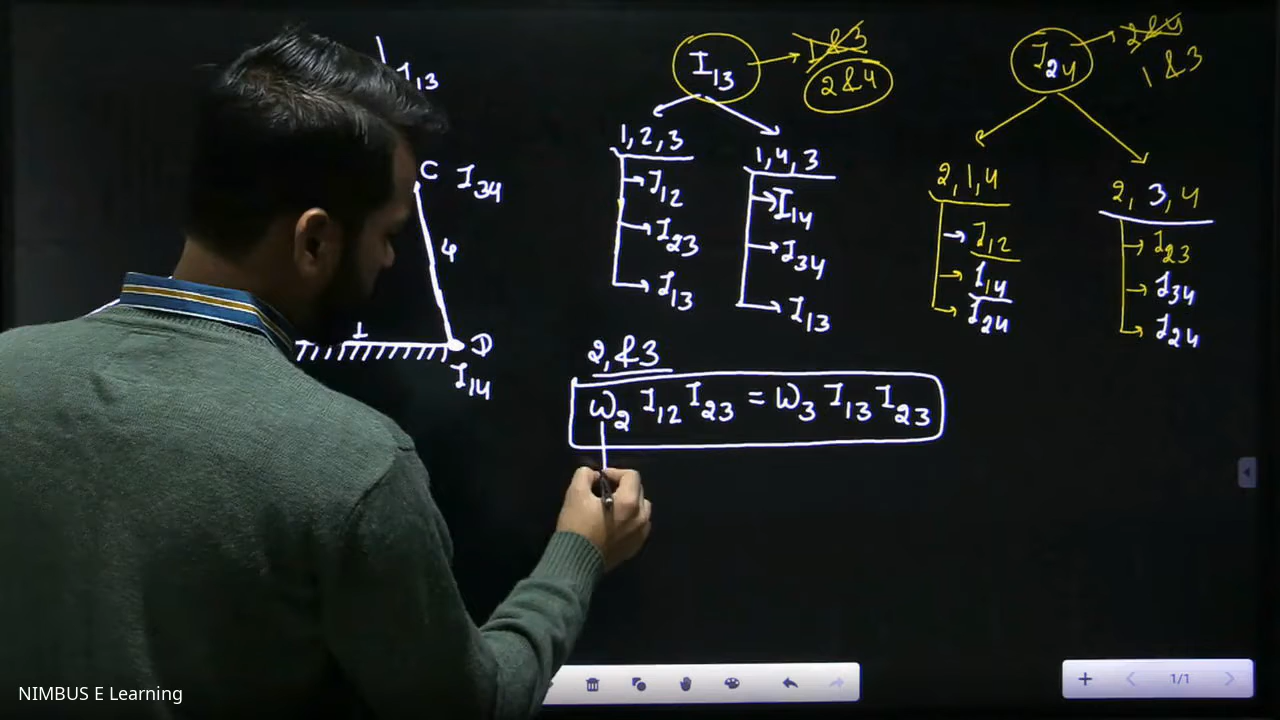 I13
C I34
4
1
D
I14
I13
1 & 3
2 & 4
1, 2, 3
I12
I23
I13
1, 4, 3
I14
I34
I13
I24
2 & 4
1 & 3
2, 1, 4
I12
I14
I24
2, 3, 4
I23
I34
I24
2, & 3
ω2 I12 I23 = ω3 I13 I23
1/1
NIMBUS E Learning